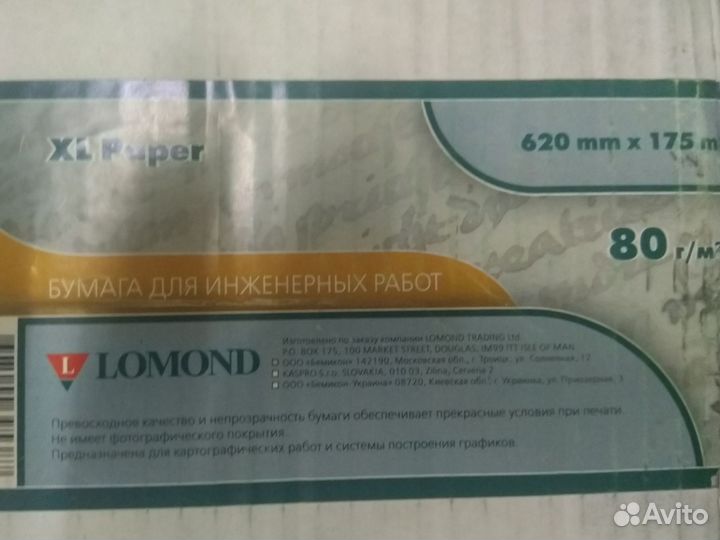 XL Paper
620 mm x 175 m
80 г/м²
БУМАГА ДЛЯ ИНЖЕНЕРНЫХ РАБОТ
L LOMOND
Изготовлено по заказу компании LOMOND TRADING Ltd.
P.O. BOX 175, 100 MARKET STREET, DOUGLAS, IM99 1TT ISLE OF MAN
ООО «Бемикон» 142190, Московская обл., г. Троицк, ул. Солнечная, 12
KASPRO S.r.o. SLOVAKIA, 010 03, Zilina, Cervena 2
ООО «Бемикон-Украина» 08720, Киевская обл., г. Украинка, ул. Приозерная, 3
Превосходное качество и непрозрачность бумаги обеспечивает прекрасные условия при печати.
Не имеет фотографического покрытия.
Предназначена для картографических работ и системы построения графиков.
Avito